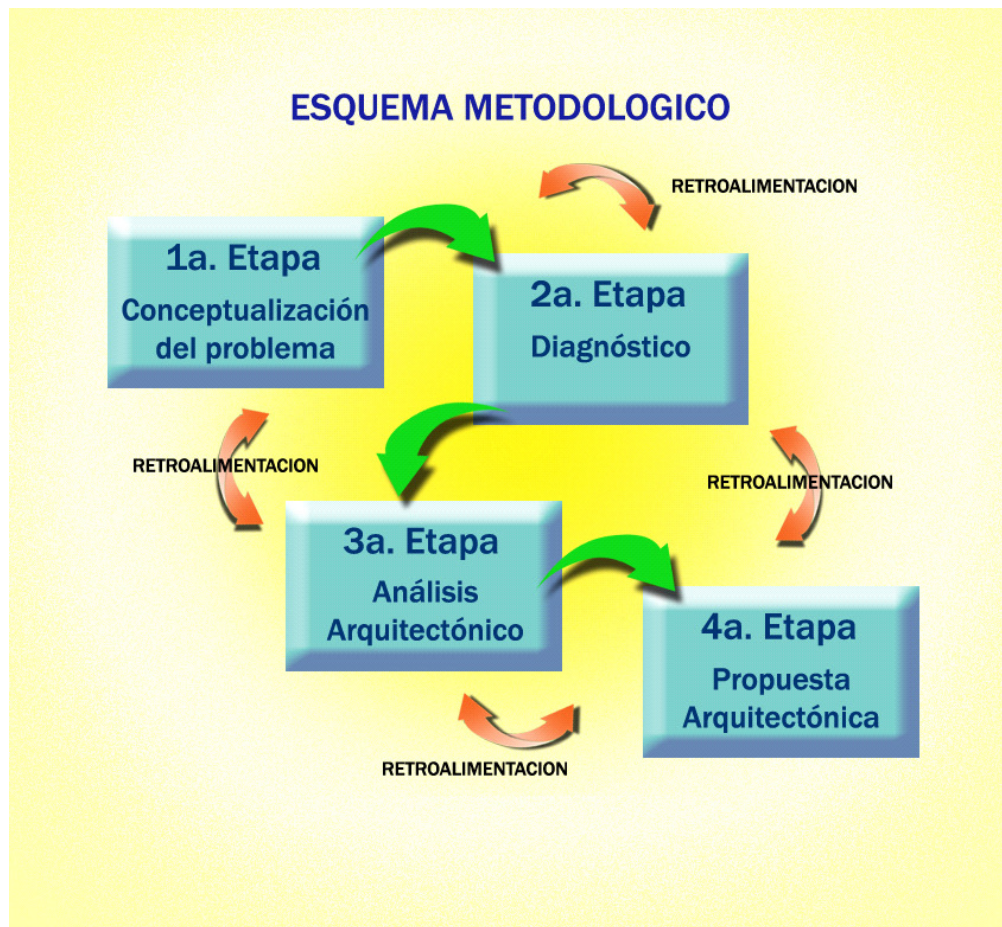 ESQUEMA METODOLOGICO
RETROALIMENTACION
1a. Etapa
Conceptualización
del problema
2a. Etapa
Diagnóstico
RETROALIMENTACION
RETROALIMENTACION
3a. Etapa
Análisis
Arquitectónico
4a. Etapa
Propuesta
Arquitectónica
RETROALIMENTACION